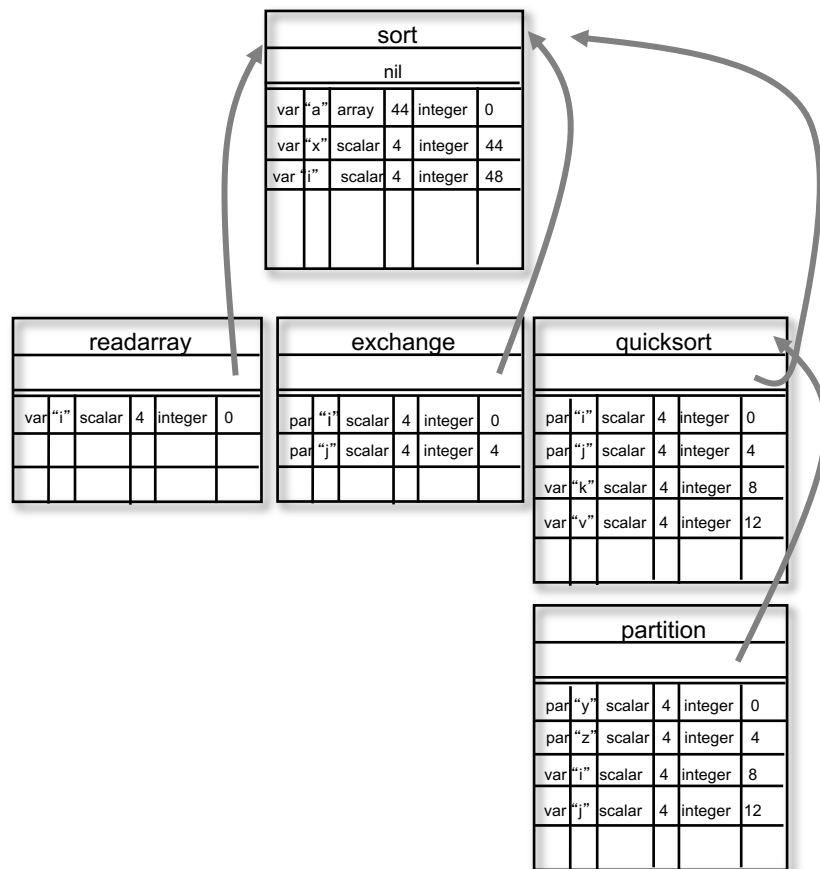 sort
nil
var “a” array 44 integer 0
var “x” scalar 4 integer 44
var “i” scalar 4 integer 48
readarray
var “i” scalar 4 integer 0
exchange
par “i” scalar 4 integer 0
par “j” scalar 4 integer 4
quicksort
par “i” scalar 4 integer 0
par “j” scalar 4 integer 4
var “k” scalar 4 integer 8
var “v” scalar 4 integer 12
partition
par “y” scalar 4 integer 0
par “z” scalar 4 integer 4
var “i” scalar 4 integer 8
var “j” scalar 4 integer 12